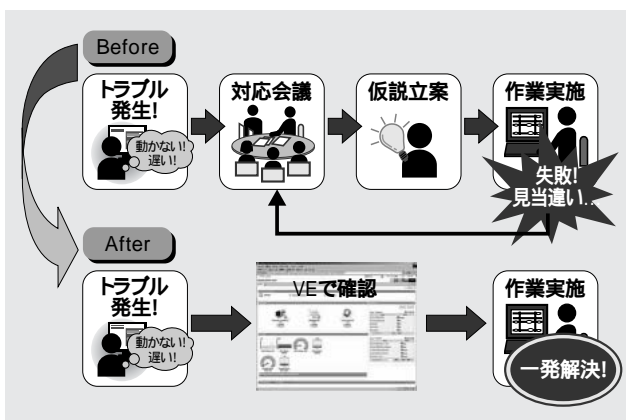 Before
トラブル
発生!
動かない!
遅い!
対応会議
仮説立案
作業実施
失敗!
見当違い..
After
トラブル
発生!
動かない!
遅い!
VEで確認
作業実施
一発解決!